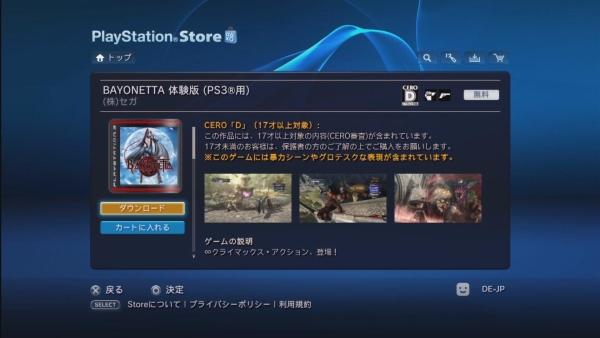 PlayStation®Store
トップ
BAYONETTA 体験版 (PS3®用)
(株)セガ
CERO
D
無料
BAYONETTA
CERO「D」(17才以上対象):
この作品には、17才以上対象の内容(CERO審査)が含まれています。
17才未満のお客様は、保護者の方のご了解の上でご購入をお願いします。
※このゲームには暴力シーンやグロテスクな表現が含まれています。
ダウンロード
カートに入れる
ゲームの説明
∞クライマックス・アクション、登場！
戻る
決定
DE-JP
SELECT Storeについて | プライバシーポリシー | 利用規約